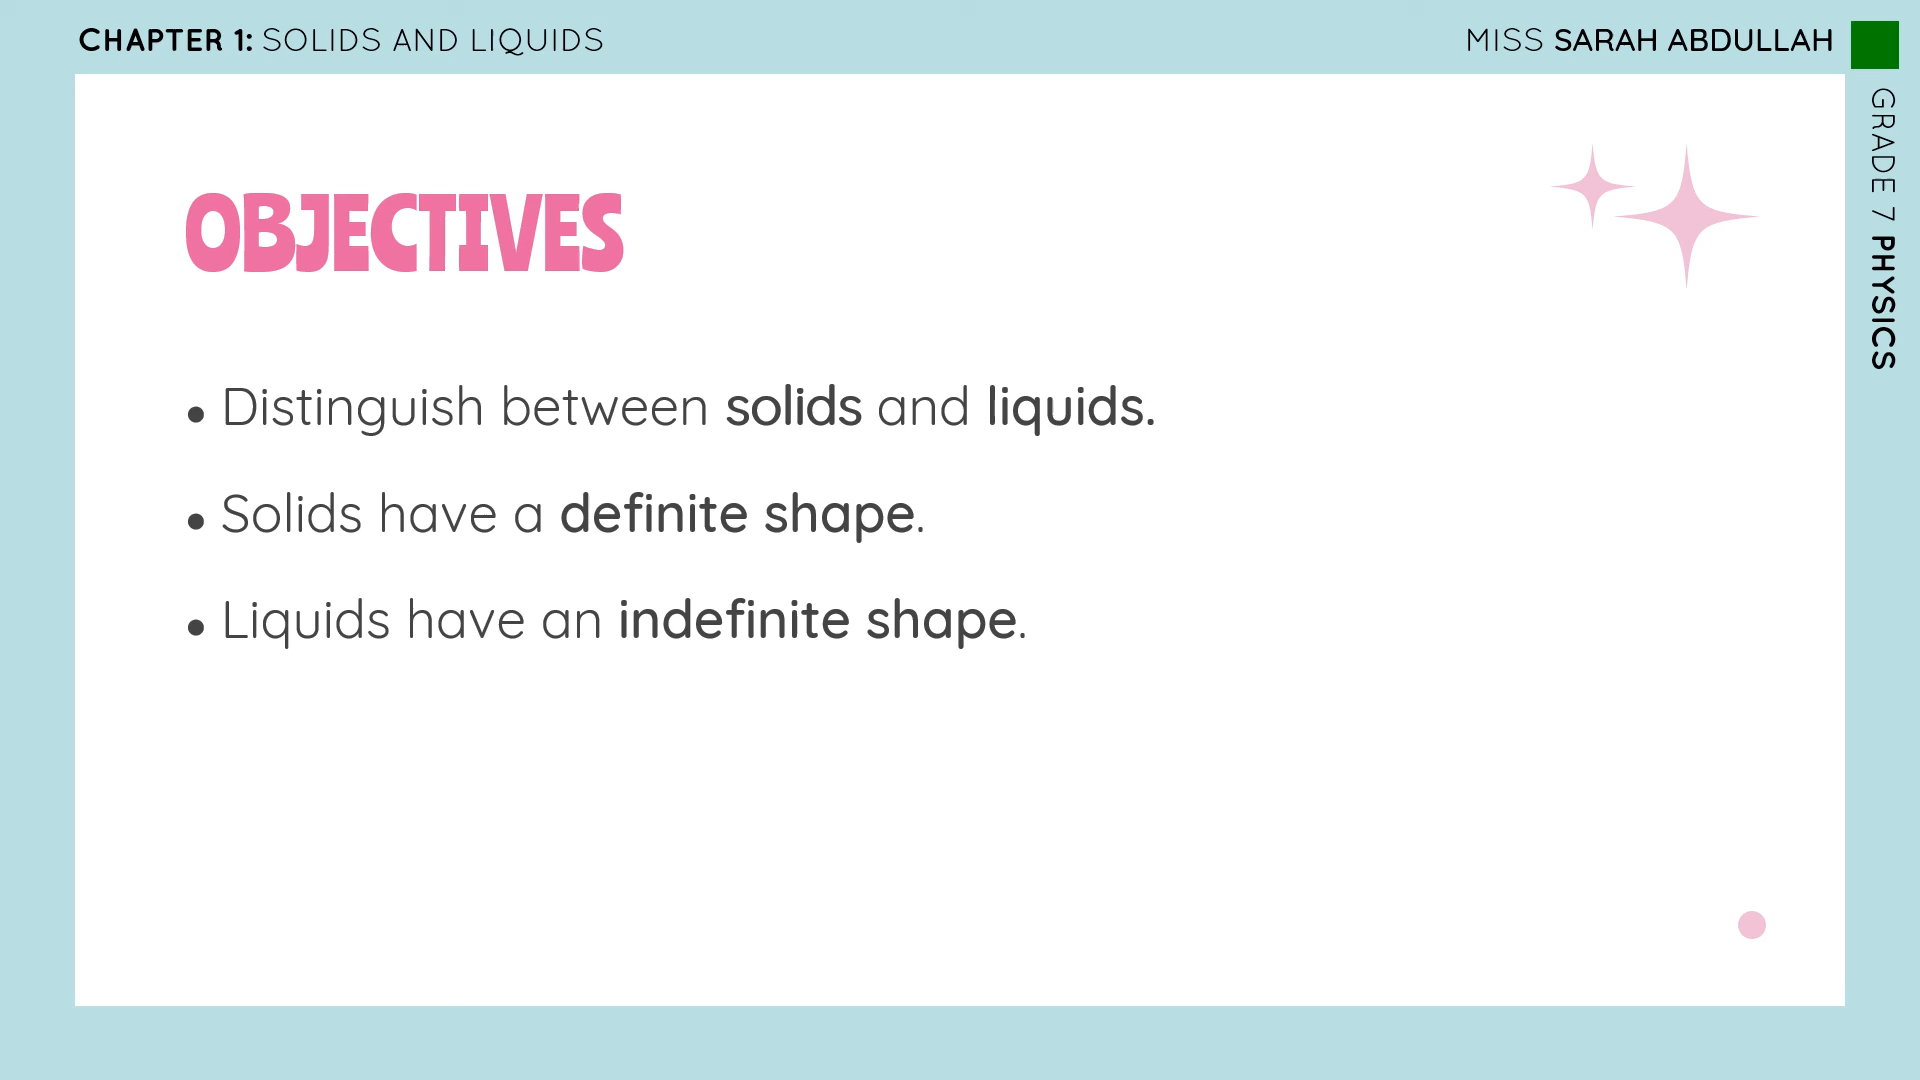 CHAPTER 1: SOLIDS AND LIQUIDS
MISS SARAH ABDULLAH
GRADE 7 PHYSICS
OBJECTIVES
• Distinguish between solids and liquids.
• Solids have a definite shape.
• Liquids have an indefinite shape.